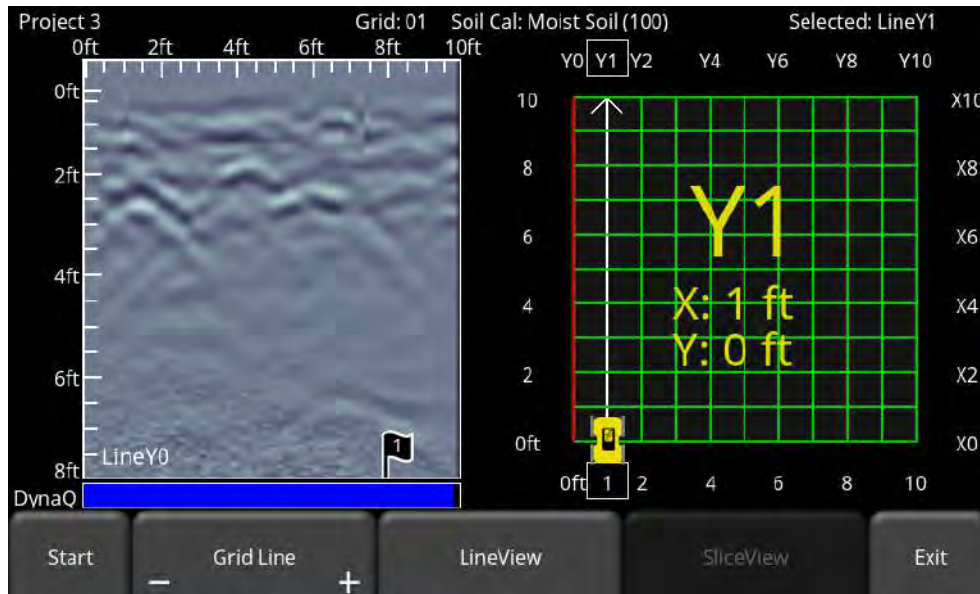 Project 3 Grid: 01 Soil Cal: Moist Soil (100) Selected: LineY1
0ft 2ft 4ft 6ft 8ft 10ft
0ft
2ft
4ft
6ft
8ft
LineY0
1
DynaQ
Y0 Y1 Y2 Y4 Y6 Y8 Y10
10 X10
8 X8
6 X6
4 X4
2 X2
0ft X0
Y1
X: 1 ft
Y: 0 ft
0ft 1 2 4 6 8 10
Start Grid Line LineView SliceView Exit
− +